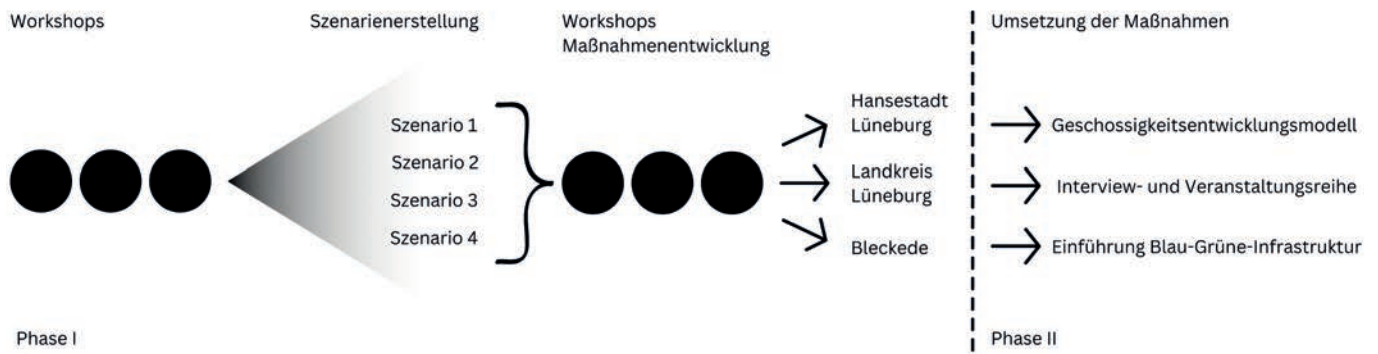 Workshops
Szenarienerstellung
Szenario 1
Szenario 2
Szenario 3
Szenario 4
Workshops
Maßnahmenentwicklung
Hansestadt
Lüneburg
Landkreis
Lüneburg
Bleckede
Phase I
Umsetzung der Maßnahmen
Geschossigkeitsentwicklungsmodell
Interview- und Veranstaltungsreihe
Einführung Blau-Grüne-Infrastruktur
Phase II